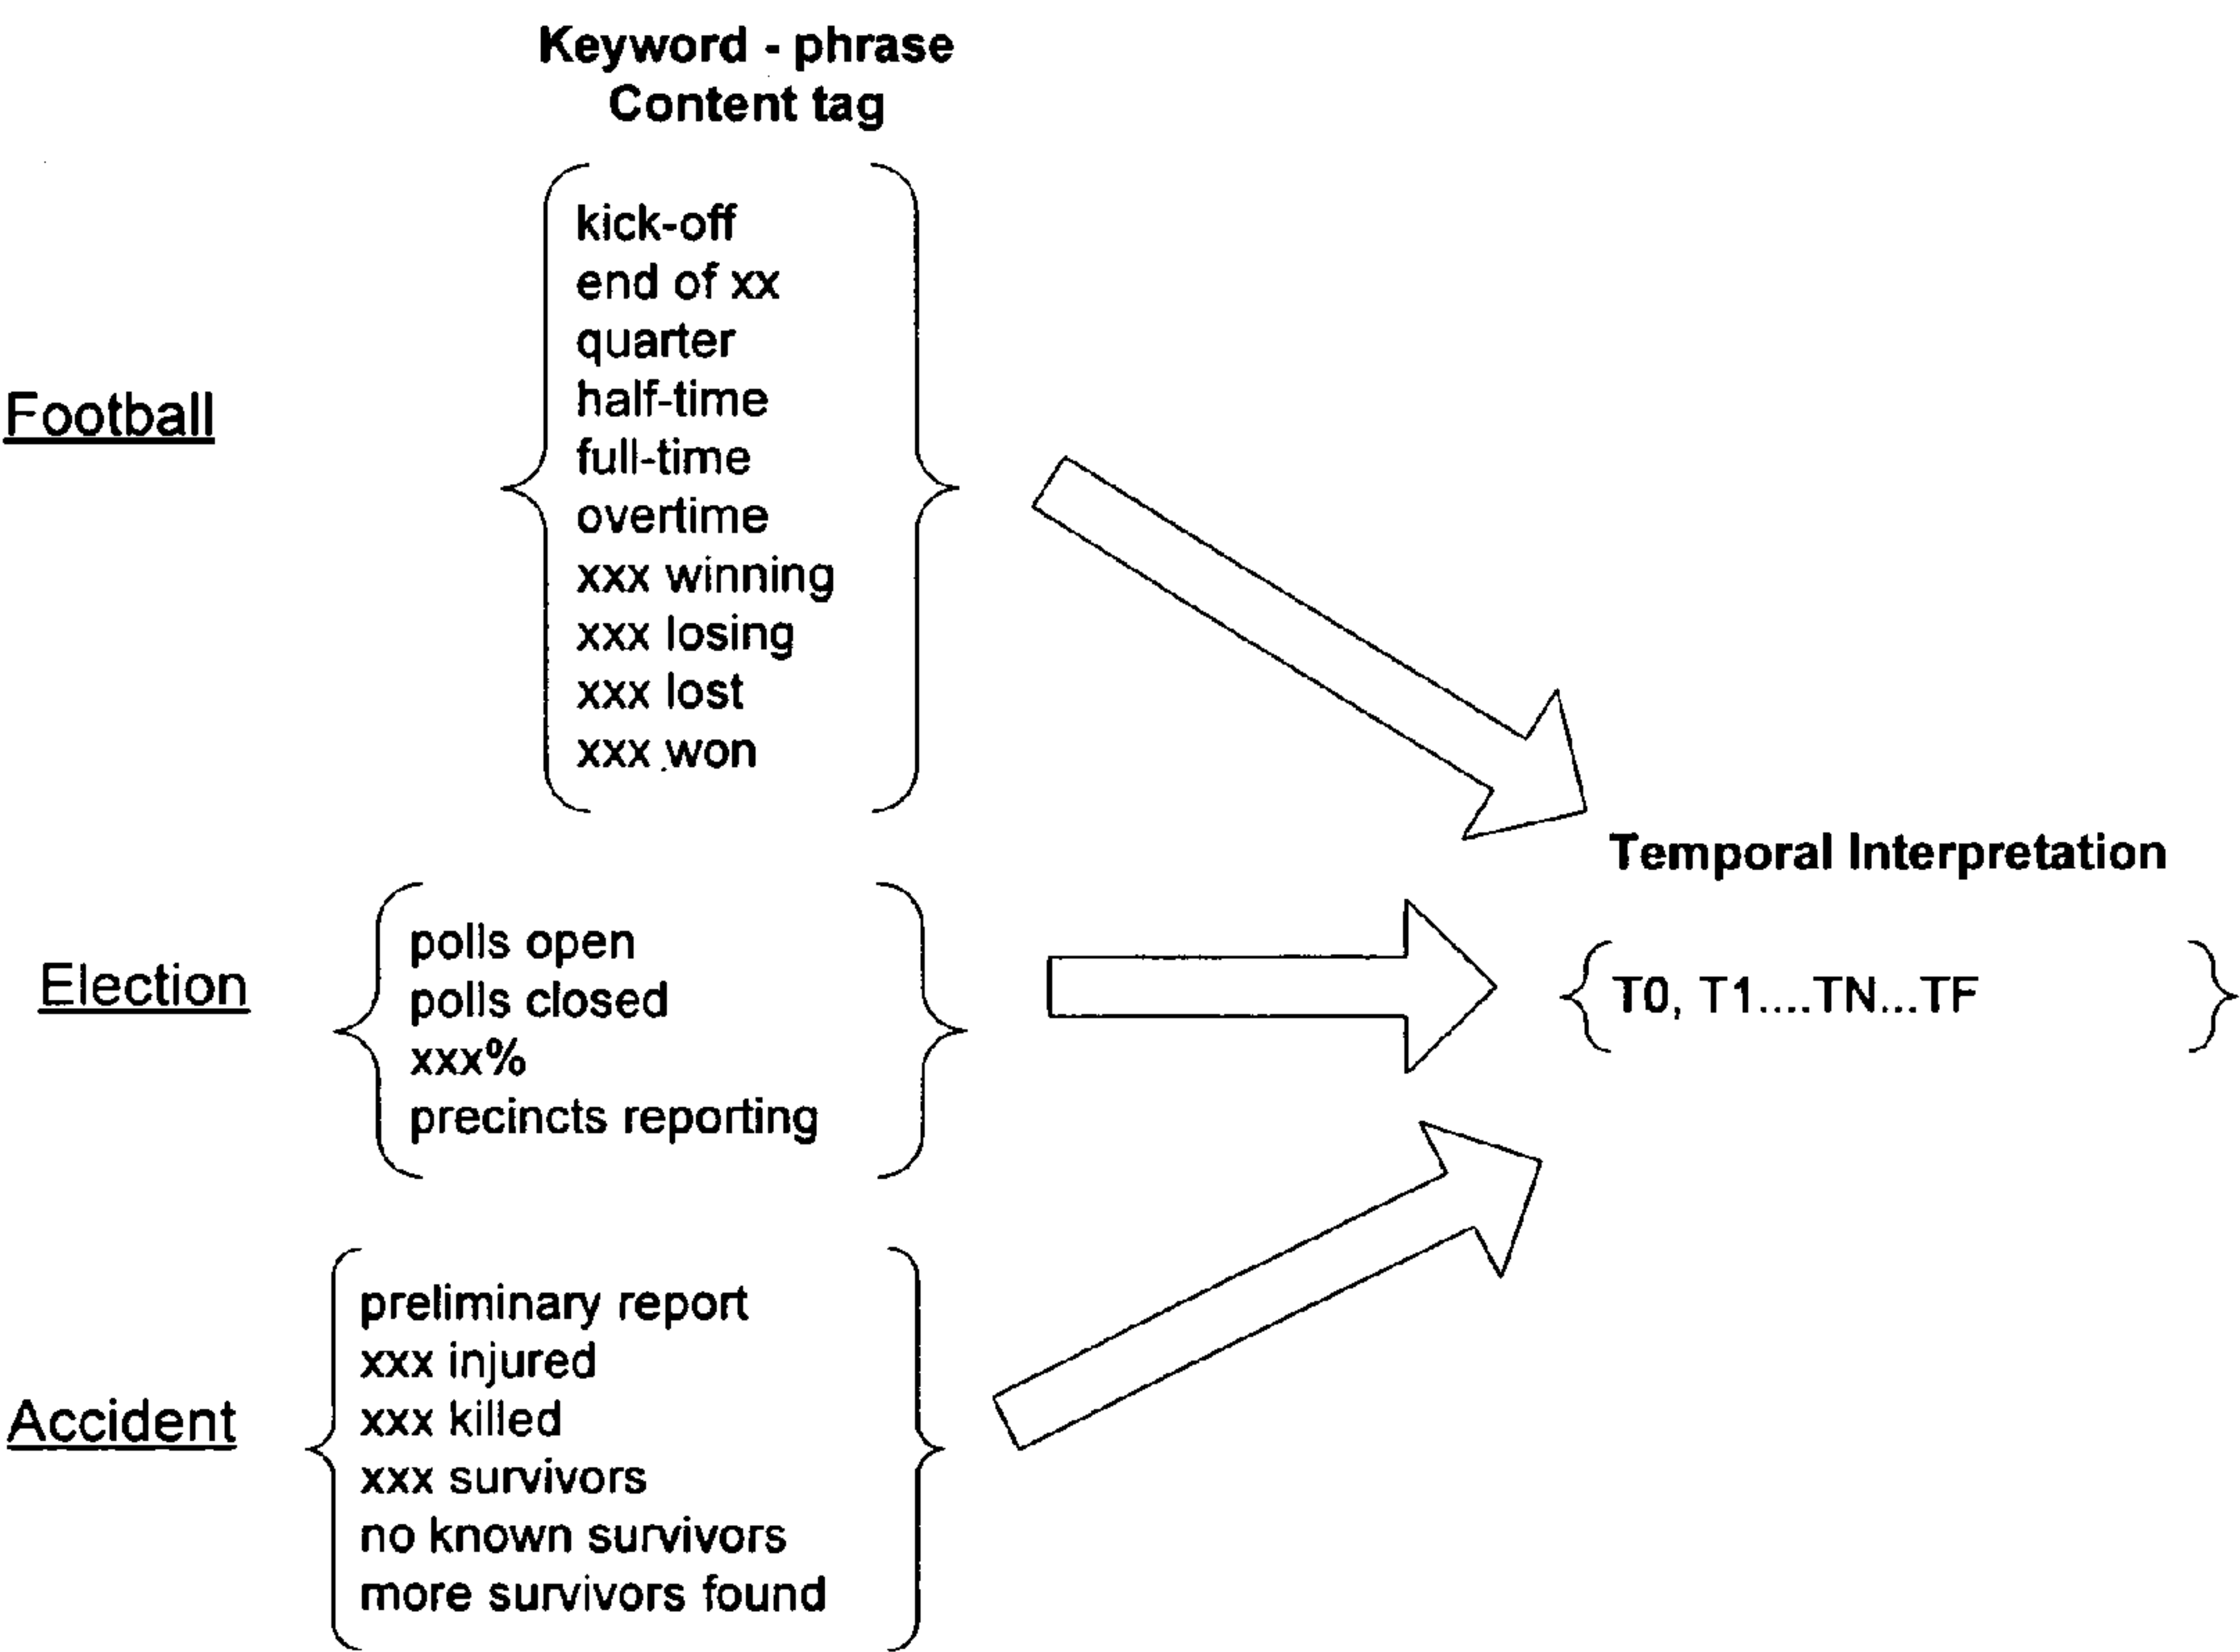 Keyword - phrase
Content tag
Football
kick-off
end of xx
quarter
half-time
full-time
overtime
xxx winning
xxx losing
xxx lost
xxx won
Temporal Interpretation
T0, T1....TN...TF
Election
polls open
polls closed
xxx%
precincts reporting
Accident
preliminary report
xxx injured
xxx killed
xxx survivors
no known survivors
more survivors found